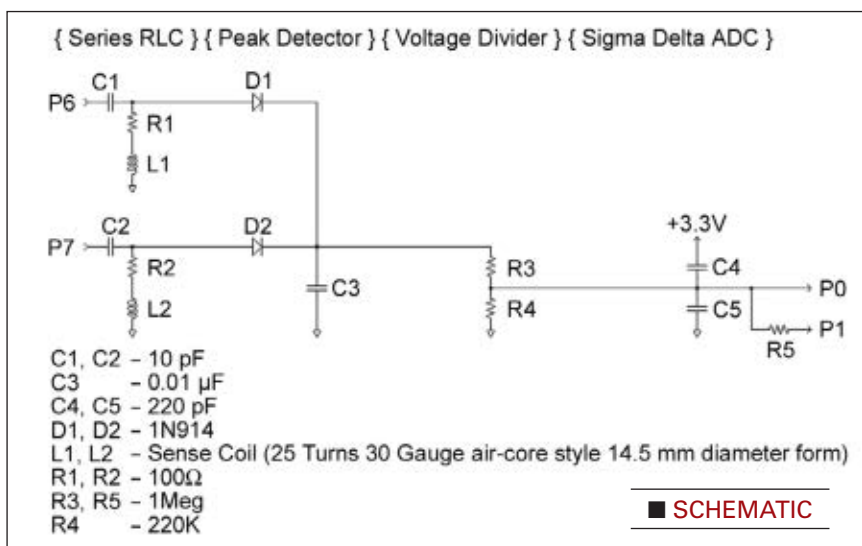 { Series RLC } { Peak Detector } { Voltage Divider } { Sigma Delta ADC }
C1
D1
P6
R1
L1
C2
D2
+3.3V
P7
R2
R3
C4
C3
P0
L2
R4
C5
P1
R5
C1, C2 – 10 pF
C3 – 0.01 µF
C4, C5 – 220 pF
D1, D2 – 1N914
L1, L2 – Sense Coil (25 Turns 30 Gauge air-core style 14.5 mm diameter form)
R1, R2 – 100Ω
R3, R5 – 1Meg
R4 – 220K
■ SCHEMATIC